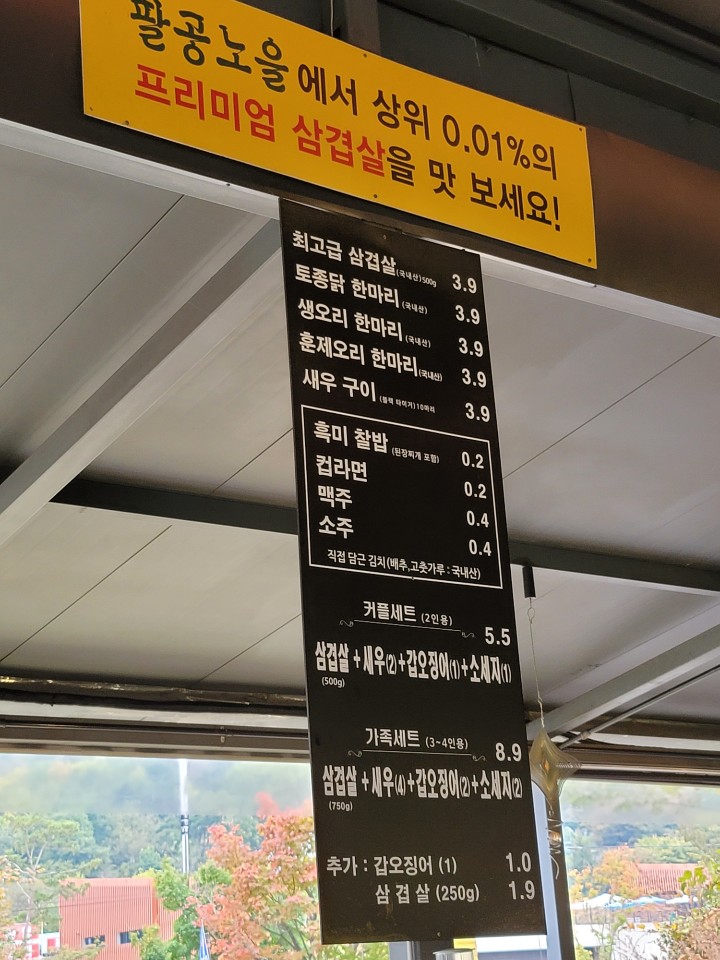 팔공노을에서 상위 0.01%의
프리미엄 삼겹살을 맛 보세요!
최고급 삼겹살(국내산)500g 3.9
토종닭 한마리(국내산) 3.9
생오리 한마리(국내산) 3.9
훈제오리 한마리(국내산) 3.9
새우 구이(블랙 타이거)10마리 3.9
흑미 찰밥(된장찌개 포함) 0.2
컵라면 0.2
맥주 0.4
소주 0.4
직접 담근 김치(배추,고춧가루 : 국내산)
커플세트 (2인용) 5.5
삼겹살+새우(2)+갑오징어(1)+소세지(1)
(500g)
가족세트 (3~4인용) 8.9
삼겹살+새우(4)+갑오징어(2)+소세지(2)
(750g)
추가 : 갑오징어 (1) 1.0
삼겹살 (250g) 1.9